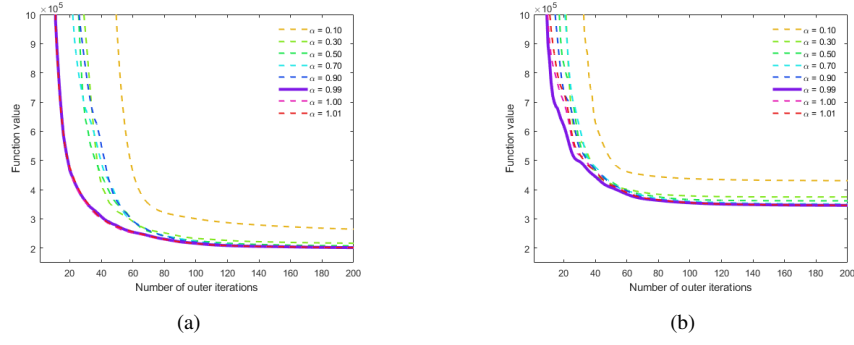 ×10⁵
10
9
8
7
6
5
4
3
2
Function value
α = 0.10
α = 0.30
α = 0.50
α = 0.70
α = 0.90
α = 0.99
α = 1.00
α = 1.01
20 40 60 80 100 120 140 160 180 200
Number of outer iterations
(a)
×10⁵
10
9
8
7
6
5
4
3
2
Function value
α = 0.10
α = 0.30
α = 0.50
α = 0.70
α = 0.90
α = 0.99
α = 1.00
α = 1.01
20 40 60 80 100 120 140 160 180 200
Number of outer iterations
(b)